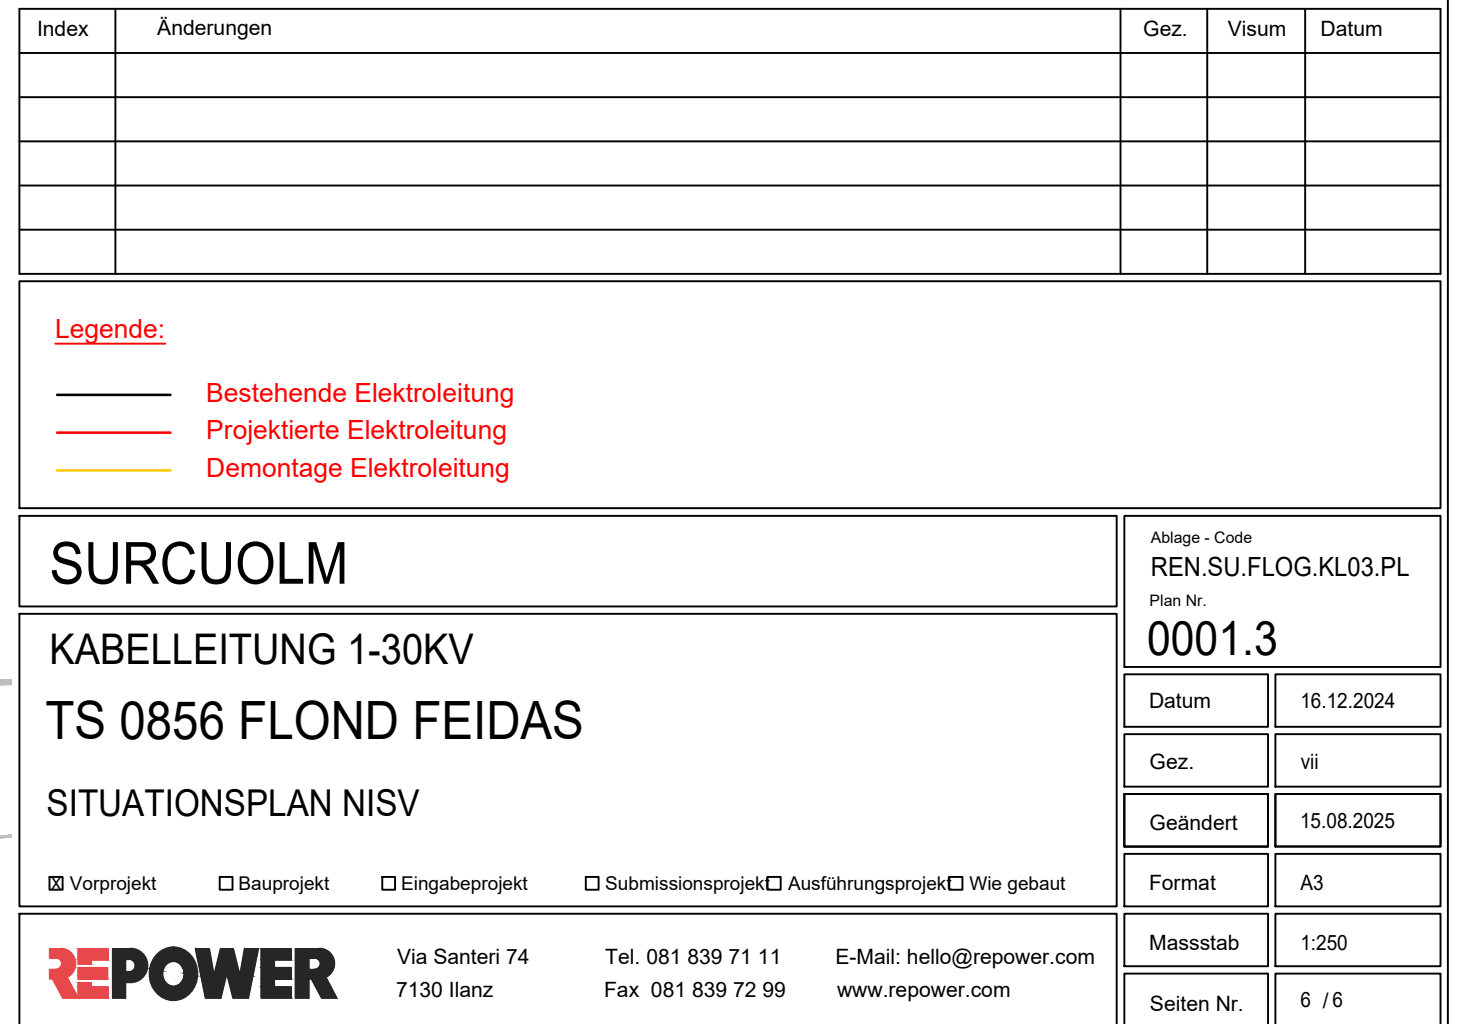 Index Änderungen Gez. Visum Datum
Legende:
Bestehende Elektroleitung
Projektierte Elektroleitung
Demontage Elektroleitung
SURCUOLM
Ablage - Code
REN.SU.FLOG.KL03.PL
Plan Nr.
0001.3
KABELLEITUNG 1-30KV
TS 0856 FLOND FEIDAS
SITUATIONSPLAN NISV
X Vorprojekt Bauprojekt Eingabeprojekt Submissionsprojekt Ausführungsprojekt Wie gebaut
Datum 16.12.2024
Gez. vii
Geändert 15.08.2025
Format A3
Massstab 1:250
Seiten Nr. 6 / 6
REPOWER
Via Santeri 74 Tel. 081 839 71 11 E-Mail: hello@repower.com
7130 Ilanz Fax 081 839 72 99 www.repower.com